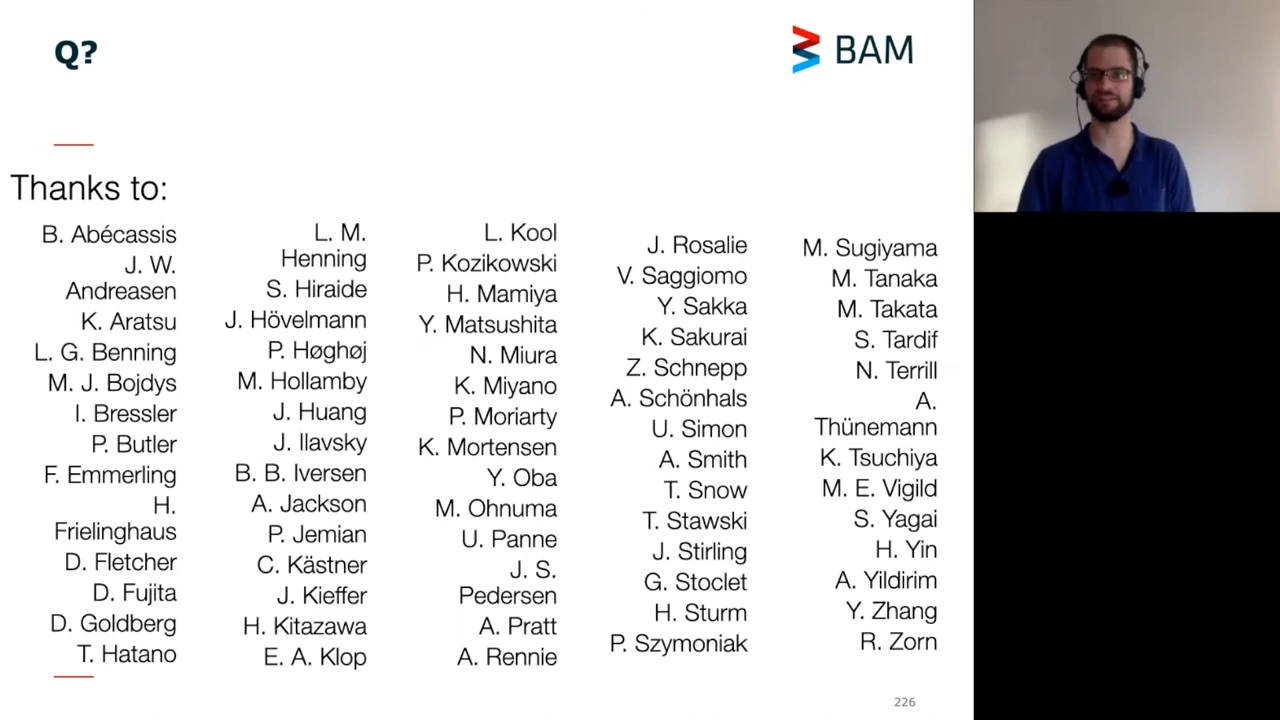 Q?
BAM
Thanks to:
B. Abécassis
J. W.
Andreasen
K. Aratsu
L. G. Benning
M. J. Bojdys
I. Bressler
P. Butler
F. Emmerling
H.
Frielinghaus
D. Fletcher
D. Fujita
D. Goldberg
T. Hatano
L. M.
Henning
S. Hiraide
J. Hövelmann
P. Høghøj
M. Hollamby
J. Huang
J. Ilavsky
B. B. Iversen
A. Jackson
P. Jemian
C. Kästner
J. Kieffer
H. Kitazawa
E. A. Klop
L. Kool
P. Kozikowski
H. Mamiya
Y. Matsushita
N. Miura
K. Miyano
P. Moriarty
K. Mortensen
Y. Oba
M. Ohnuma
U. Panne
J. S.
Pedersen
A. Pratt
A. Rennie
J. Rosalie
V. Saggiomo
Y. Sakka
K. Sakurai
Z. Schnepp
A. Schönhals
U. Simon
A. Smith
T. Snow
T. Stawski
J. Stirling
G. Stoclet
H. Sturm
P. Szymoniak
M. Sugiyama
M. Tanaka
M. Takata
S. Tardif
N. Terrill
A.
Thünemann
K. Tsuchiya
M. E. Vigild
S. Yagai
H. Yin
A. Yildirim
Y. Zhang
R. Zorn
226